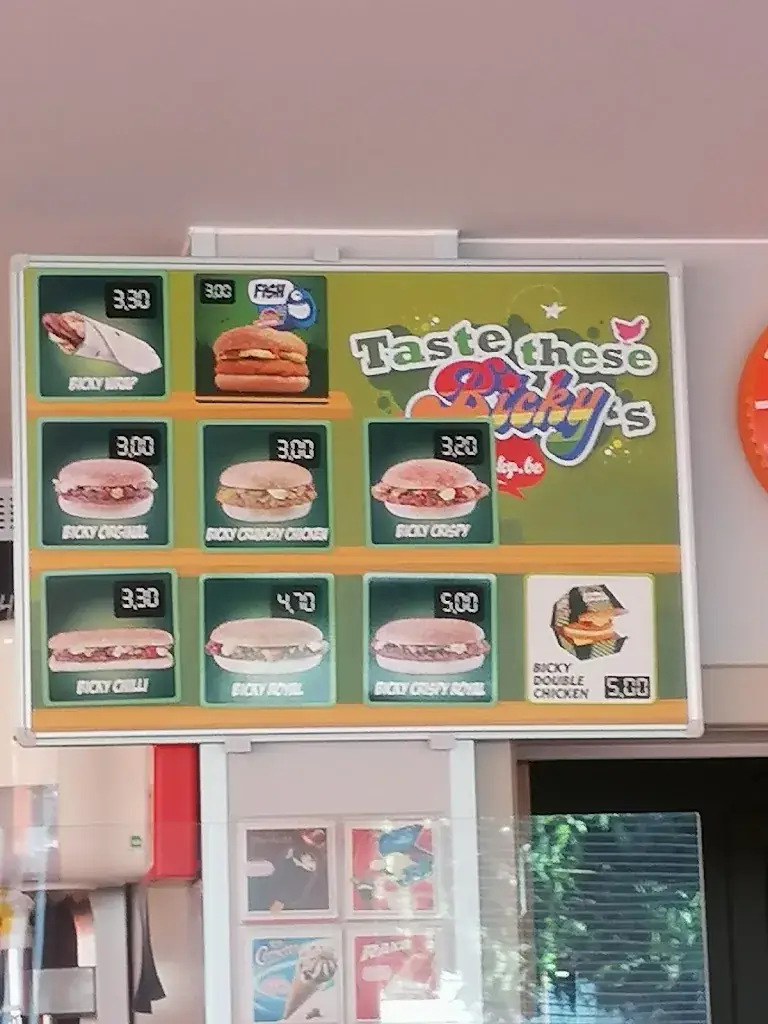 3,30
BICKY WRAP
3,00
FISH
Taste these
Bicky's
3,00
BICKY ORIGINAL
3,00
BICKY CRUNCHY CHICKEN
3,20
BICKY CRISPY
3,30
BICKY CHILLI
4,70
BICKY ROYAL
5,00
BICKY CRISPY ROYAL
BICKY
DOUBLE
CHICKEN 5,00